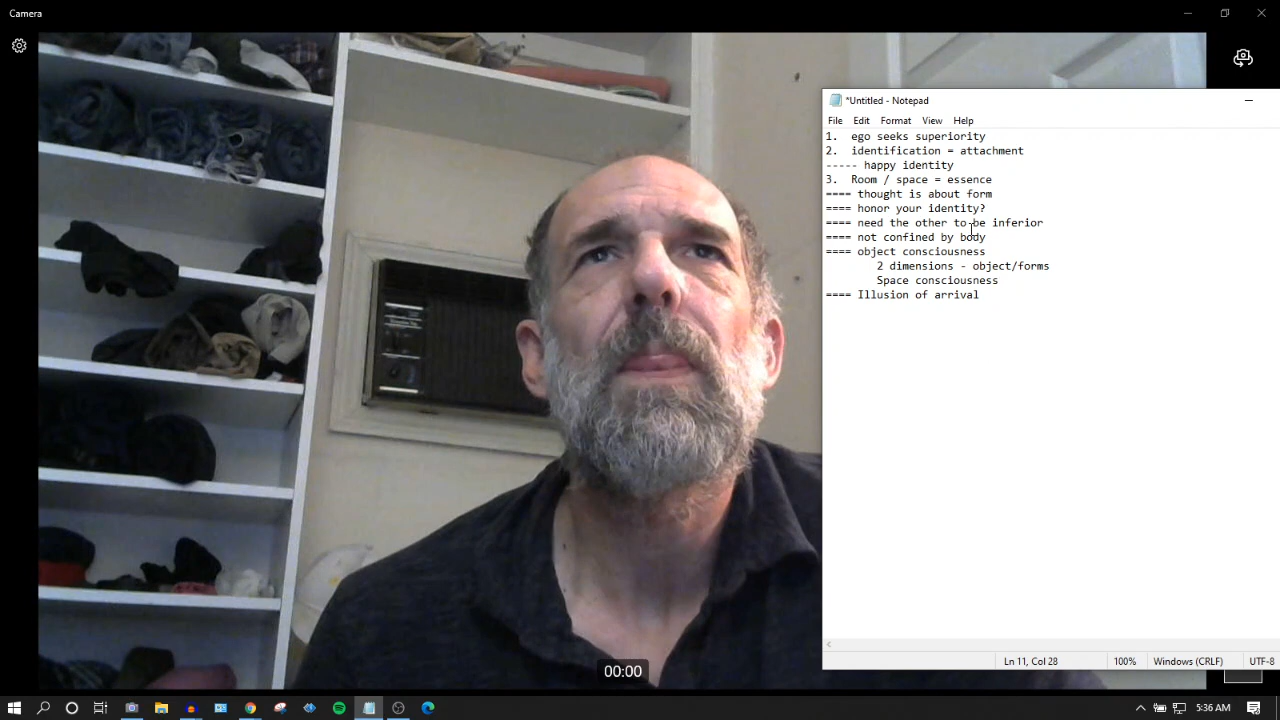 Camera
*Untitled - Notepad
File Edit Format View Help
1. ego seeks superiority
2. identification = attachment
----- happy identity
3. Room / space = essence
==== thought is about form
==== honor your identity?
==== need the other to be inferior
==== not confined by body
==== object consciousness
2 dimensions - object/forms
Space consciousness
==== Illusion of arrival
Ln 11, Col 28 100% Windows (CRLF) UTF-8
00:00
5:36 AM